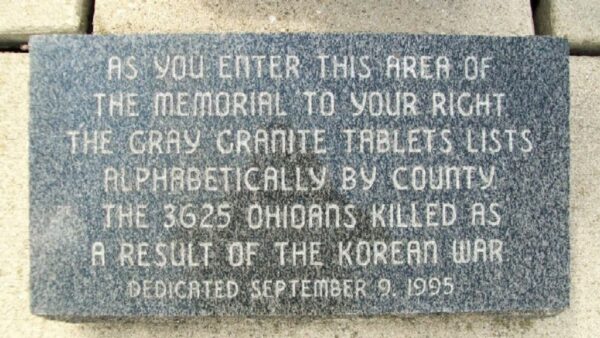 AS YOU ENTER THIS AREA OF
THE MEMORIAL TO YOUR RIGHT
THE GRAY GRANITE TABLETS LISTS
ALPHABETICALLY BY COUNTY
THE 3625 OHIOANS KILLED AS
A RESULT OF THE KOREAN WAR
DEDICATED SEPTEMBER 9, 1995